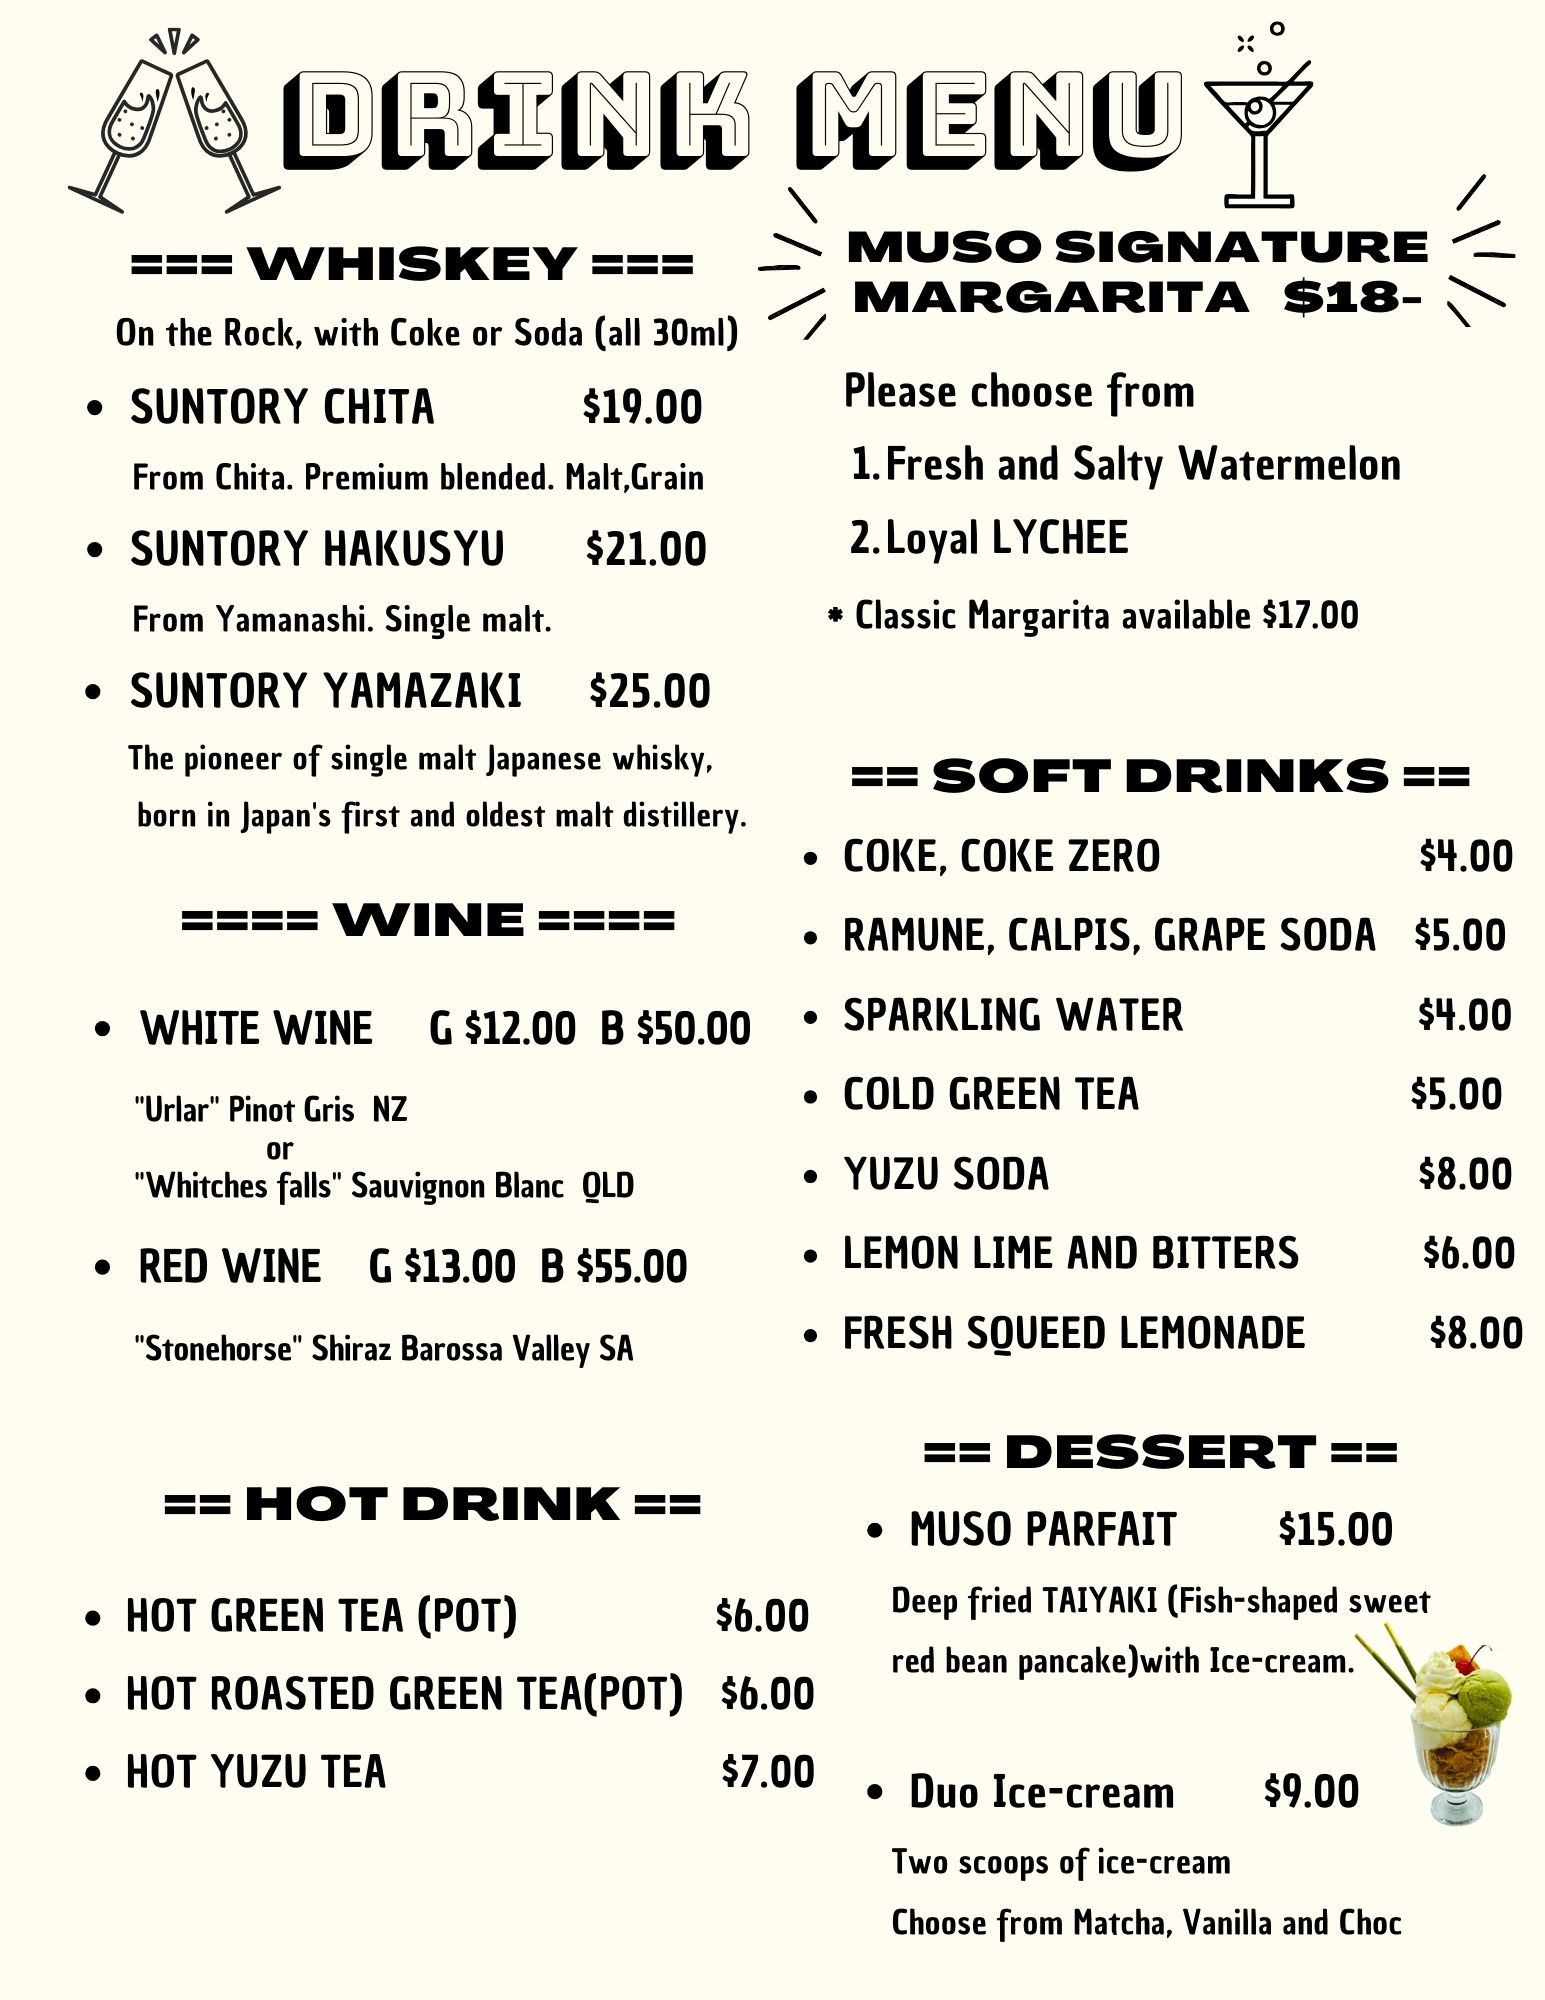 DRINK MENU
=== WHISKEY ===
On the Rock, with Coke or Soda (all 30ml)
• SUNTORY CHITA $19.00
From Chita. Premium blended. Malt,Grain
• SUNTORY HAKUSYU $21.00
From Yamanashi. Single malt.
• SUNTORY YAMAZAKI $25.00
The pioneer of single malt Japanese whisky,
born in Japan's first and oldest malt distillery.
==== WINE ====
• WHITE WINE G $12.00 B $50.00
"Urlar" Pinot Gris NZ
or
"Whitches falls" Sauvignon Blanc QLD
• RED WINE G $13.00 B $55.00
"Stonehorse" Shiraz Barossa Valley SA
== HOT DRINK ==
• HOT GREEN TEA (POT) $6.00
• HOT ROASTED GREEN TEA(POT) $6.00
• HOT YUZU TEA $7.00
MUSO SIGNATURE
MARGARITA $18-
Please choose from
1. Fresh and Salty Watermelon
2. Loyal LYCHEE
* Classic Margarita available $17.00
== SOFT DRINKS ==
• COKE, COKE ZERO $4.00
• RAMUNE, CALPIS, GRAPE SODA $5.00
• SPARKLING WATER $4.00
• COLD GREEN TEA $5.00
• YUZU SODA $8.00
• LEMON LIME AND BITTERS $6.00
• FRESH SQUEED LEMONADE $8.00
== DESSERT ==
• MUSO PARFAIT $15.00
Deep fried TAIYAKI (Fish-shaped sweet
red bean pancake)with Ice-cream.
• Duo Ice-cream $9.00
Two scoops of ice-cream
Choose from Matcha, Vanilla and Choc